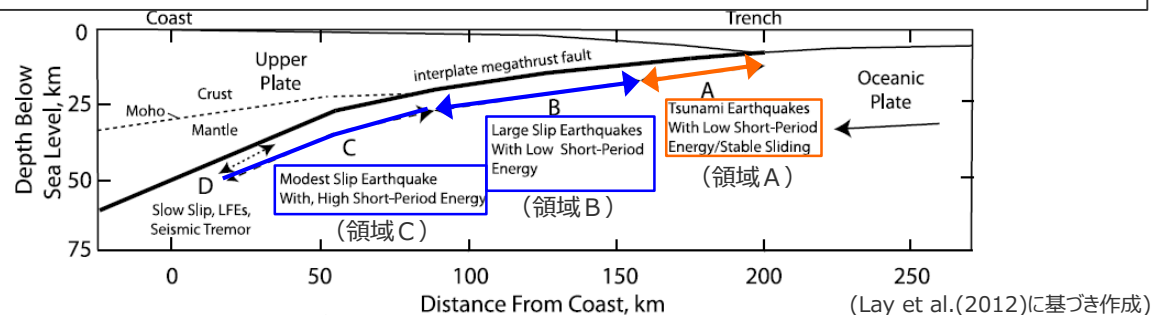 Coast
Trench
0
25
50
75
Depth Below
Sea Level, km
Upper
Plate
interplate megathrust fault
Oceanic
Plate
Crust
Moho
Mantle
A
B
C
D
Tsunami Earthquakes
With Low Short-Period
Energy/Stable Sliding
(領域A)
Large Slip Earthquakes
With Low Short-Period
Energy
(領域B)
Modest Slip Earthquake
With, High Short-Period Energy
(領域C)
Slow Slip, LFEs,
Seismic Tremor
0 50 100 150 200 250
Distance From Coast, km
(Lay et al.(2012)に基づき作成)